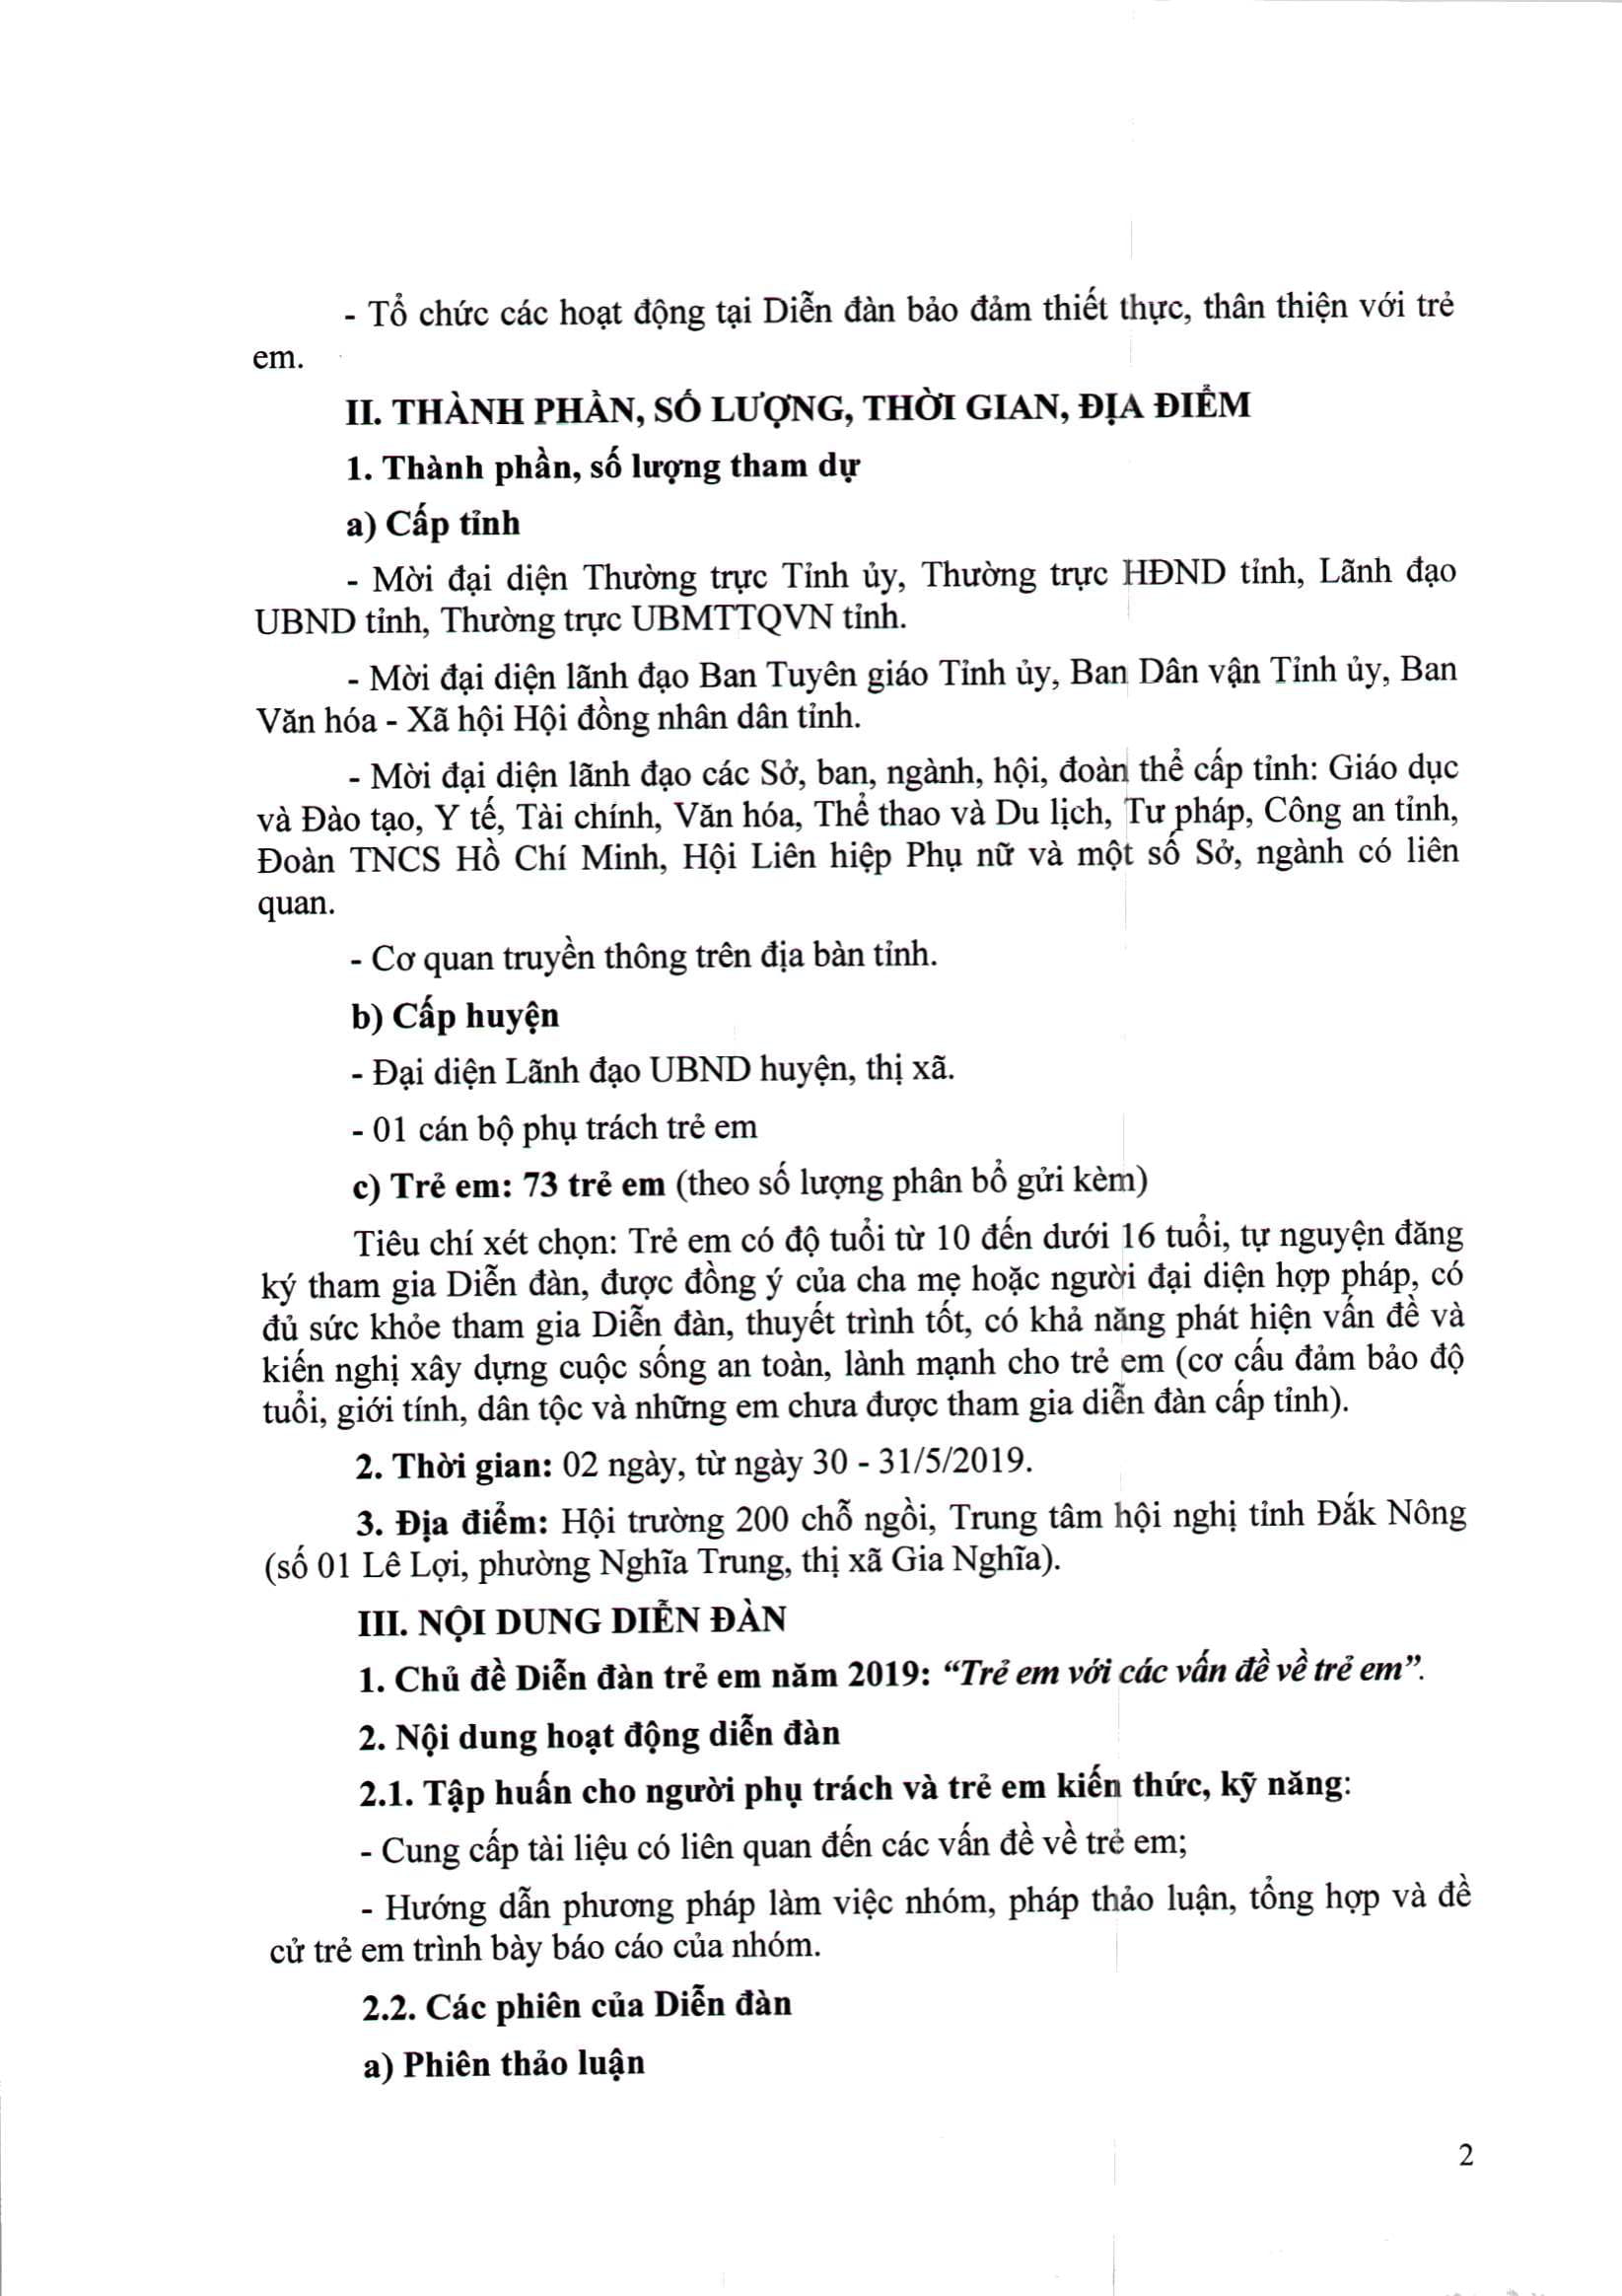 - Tổ chức các hoạt động tại Diễn đàn bảo đảm thiết thực, thân thiện với trẻ
em.
II. THÀNH PHẦN, SỐ LƯỢNG, THỜI GIAN, ĐỊA ĐIỂM
1. Thành phần, số lượng tham dự
a) Cấp tỉnh
- Mời đại diện Thường trực Tỉnh ủy, Thường trực HĐND tỉnh, Lãnh đạo
UBND tỉnh, Thường trực UBMTTQVN tỉnh.
- Mời đại diện lãnh đạo Ban Tuyên giáo Tỉnh ủy, Ban Dân vận Tỉnh ủy, Ban
Văn hóa - Xã hội Hội đồng nhân dân tỉnh.
- Mời đại diện lãnh đạo các Sở, ban, ngành, hội, đoàn thể cấp tỉnh: Giáo dục
và Đào tạo, Y tế, Tài chính, Văn hóa, Thể thao và Du lịch, Tư pháp, Công an tỉnh,
Đoàn TNCS Hồ Chí Minh, Hội Liên hiệp Phụ nữ và một số Sở, ngành có liên
quan.
- Cơ quan truyền thông trên địa bàn tỉnh.
b) Cấp huyện
- Đại diện Lãnh đạo UBND huyện, thị xã.
- 01 cán bộ phụ trách trẻ em
c) Trẻ em: 73 trẻ em (theo số lượng phân bổ gửi kèm)
Tiêu chí xét chọn: Trẻ em có độ tuổi từ 10 đến dưới 16 tuổi, tự nguyện đăng
ký tham gia Diễn đàn, được đồng ý của cha mẹ hoặc người đại diện hợp pháp, có
đủ sức khỏe tham gia Diễn đàn, thuyết trình tốt, có khả năng phát hiện vấn đề và
kiến nghị xây dựng cuộc sống an toàn, lành mạnh cho trẻ em (cơ cấu đảm bảo độ
tuổi, giới tính, dân tộc và những em chưa được tham gia diễn đàn cấp tỉnh).
2. Thời gian: 02 ngày, từ ngày 30 - 31/5/2019.
3. Địa điểm: Hội trường 200 chỗ ngồi, Trung tâm hội nghị tỉnh Đắk Nông
(số 01 Lê Lợi, phường Nghĩa Trung, thị xã Gia Nghĩa).
III. NỘI DUNG DIỄN ĐÀN
1. Chủ đề Diễn đàn trẻ em năm 2019: “Trẻ em với các vấn đề về trẻ em”.
2. Nội dung hoạt động diễn đàn
2.1. Tập huấn cho người phụ trách và trẻ em kiến thức, kỹ năng:
- Cung cấp tài liệu có liên quan đến các vấn đề về trẻ em;
- Hướng dẫn phương pháp làm việc nhóm, pháp thảo luận, tổng hợp và đề
cử trẻ em trình bày báo cáo của nhóm.
2.2. Các phiên của Diễn đàn
a) Phiên thảo luận
2